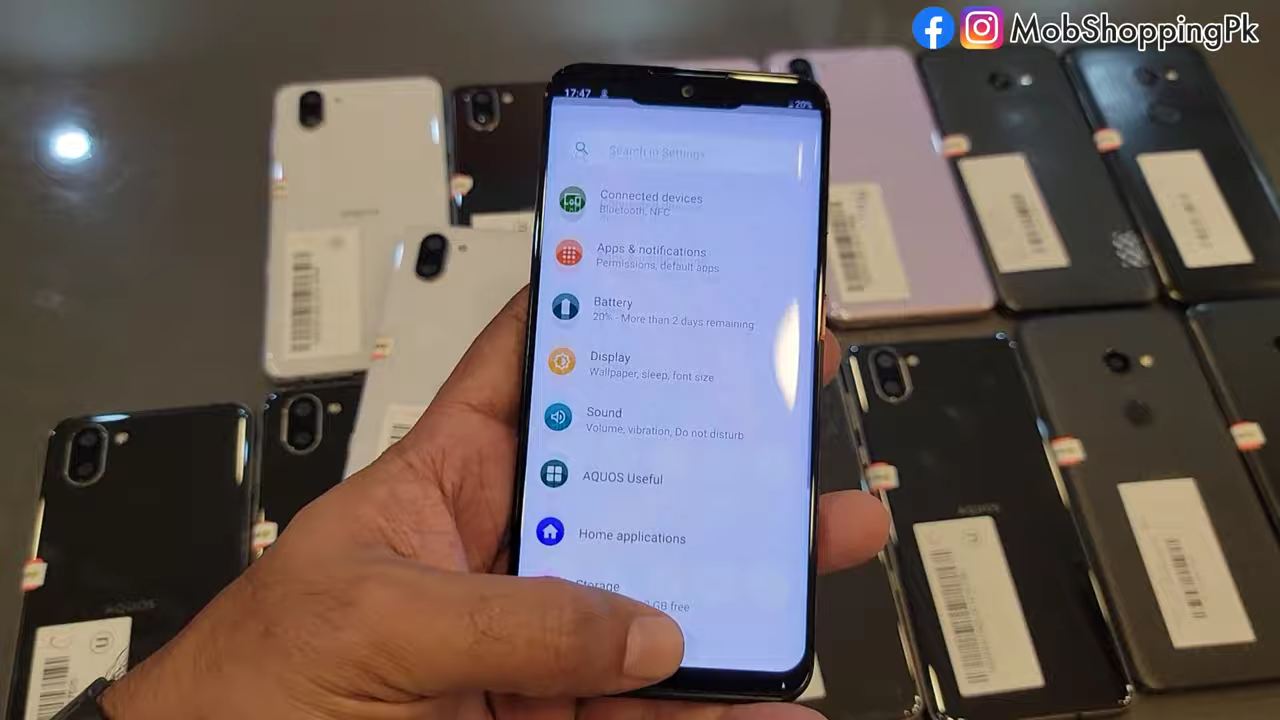 MobShoppingPk
17:47
20%
Search in Settings
Connected devices
Bluetooth, NFC
Apps & notifications
Permissions, default apps
Battery
20% - More than 2 days remaining
Display
Wallpaper, sleep, font size
Sound
Volume, vibration, Do not disturb
AQUOS Useful
Home applications
Storage
GB free
AQUOS
AQUOS